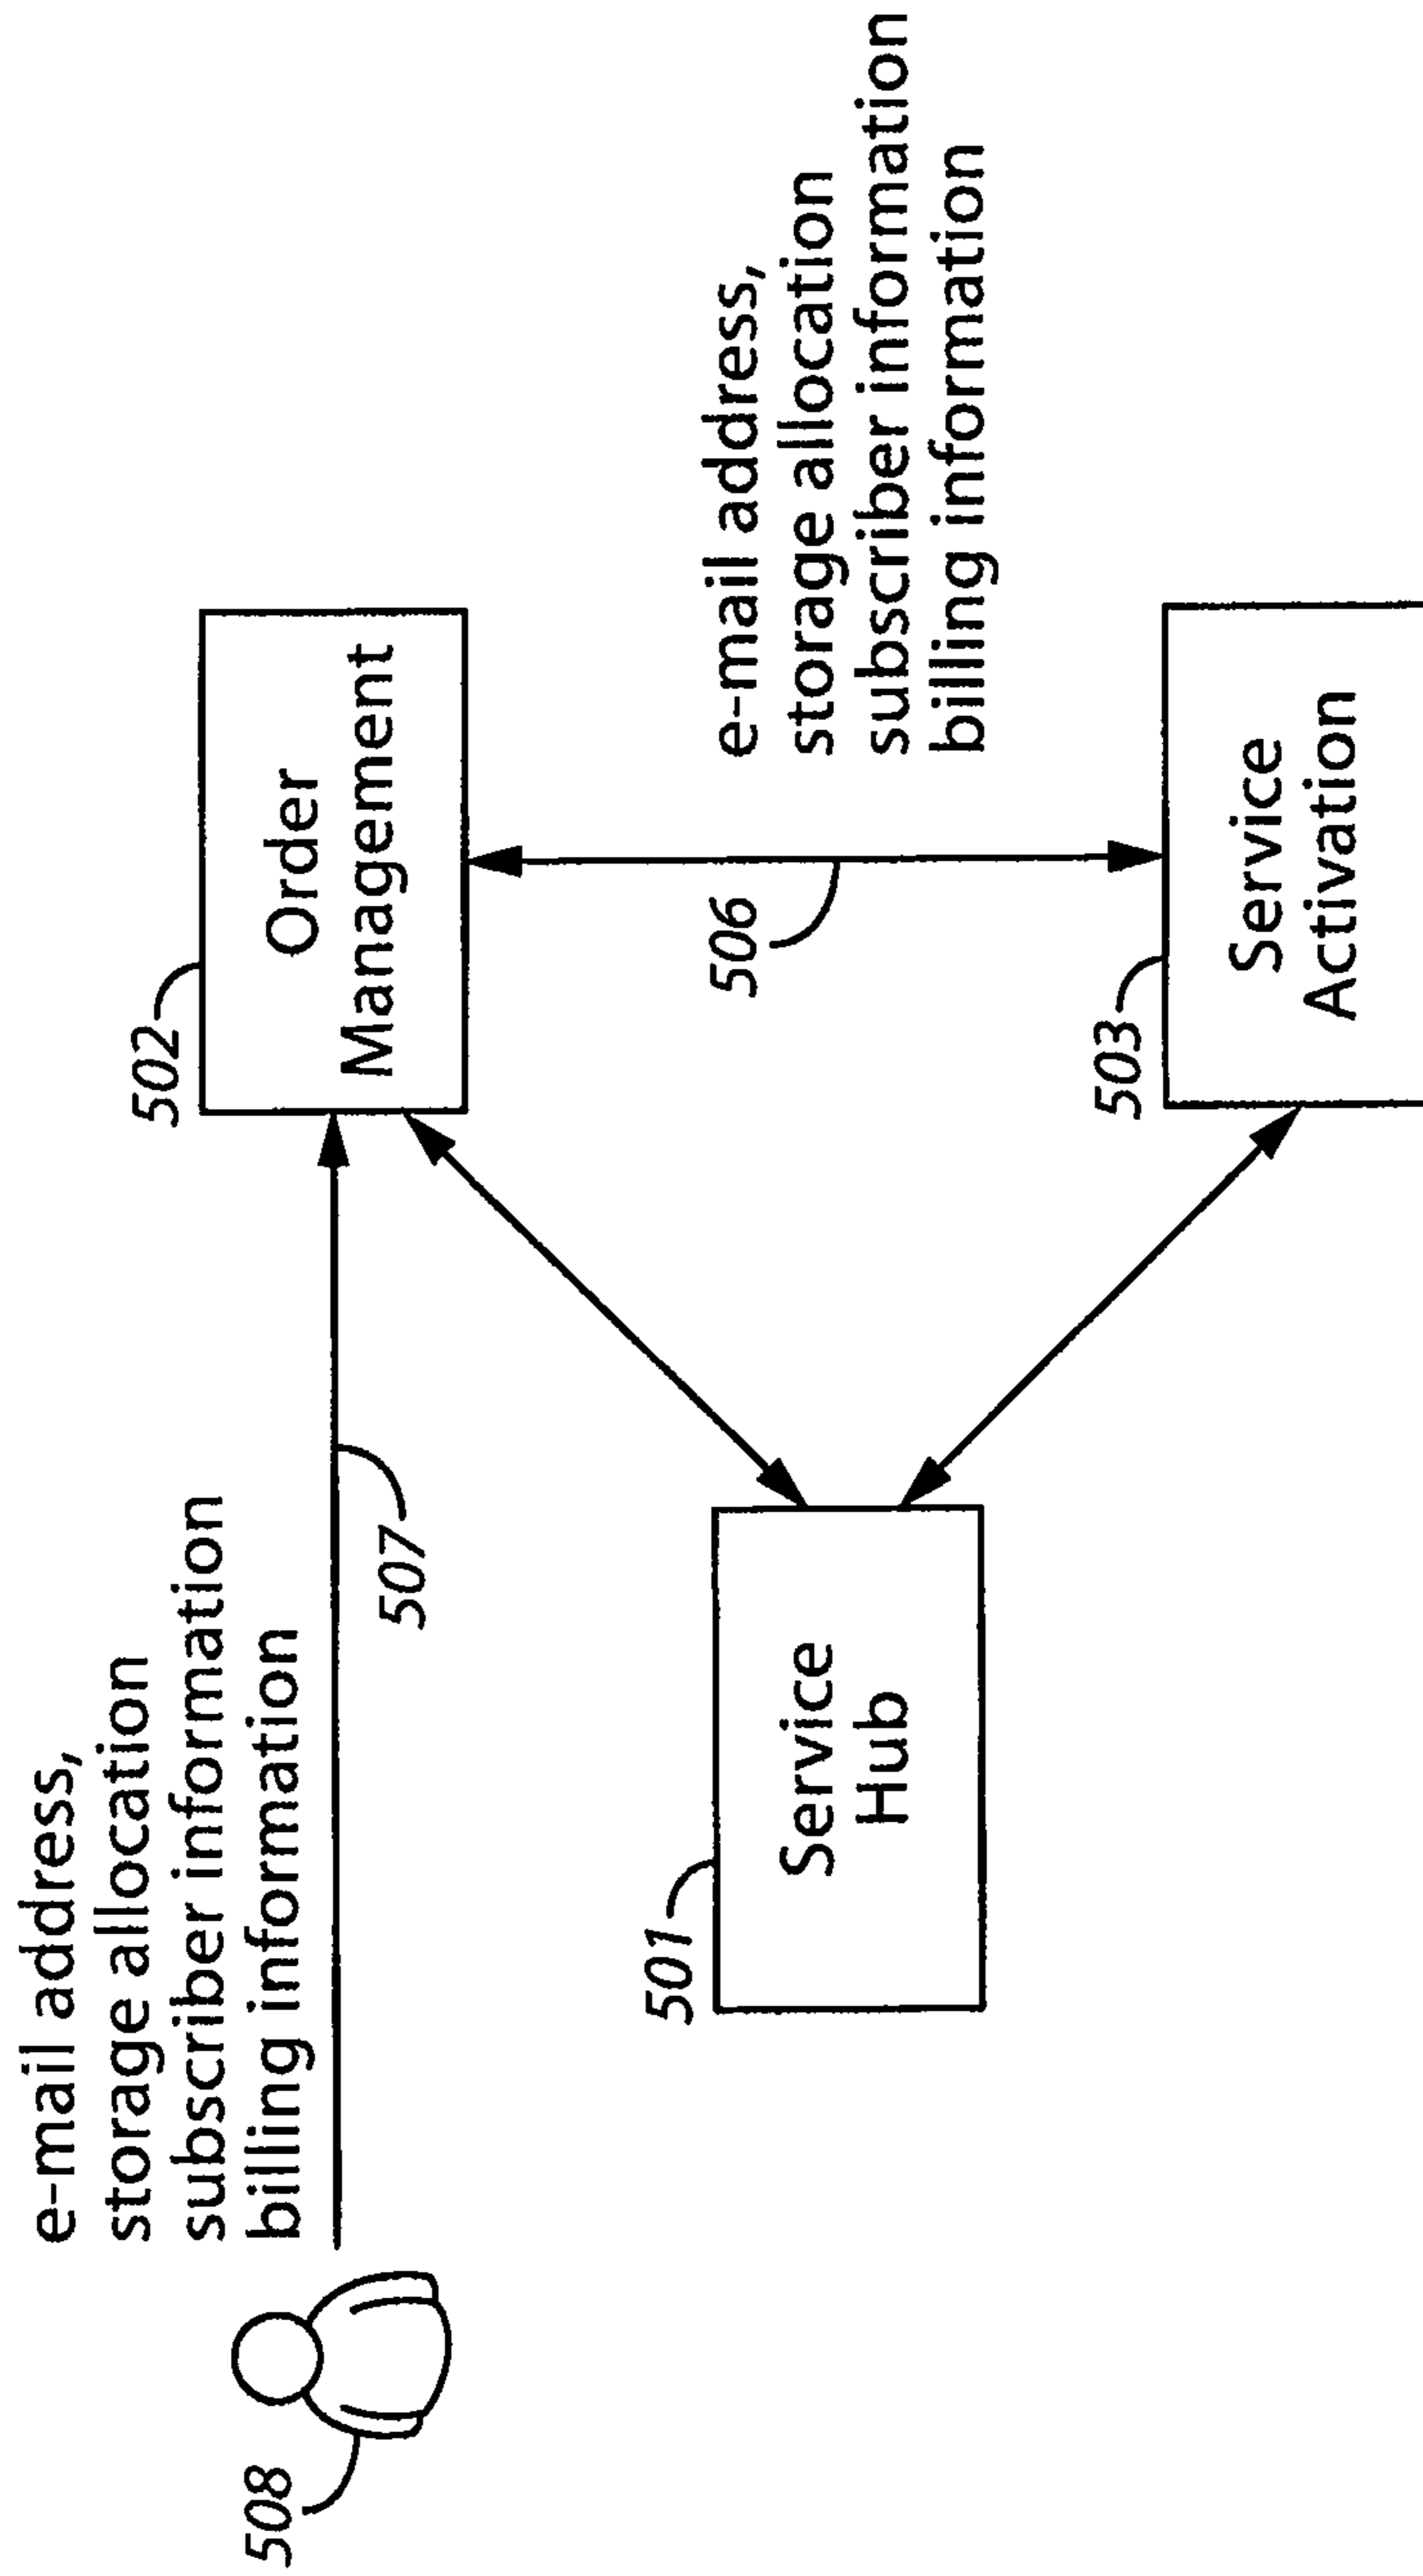 e-mail address,
storage allocation
subscriber information
billing information
508
507
502
Order
Management
501
Service
Hub
506
e-mail address,
storage allocation
subscriber information
billing information
503
Service
Activation